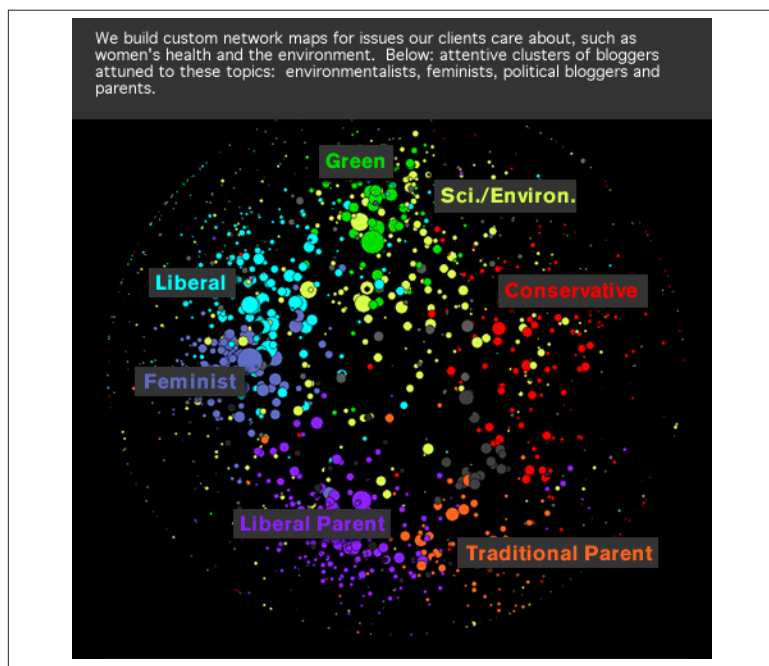 We build custom network maps for issues our clients care about, such as
women's health and the environment.  Below: attentive clusters of bloggers
attuned to these topics:  environmentalists, feminists, political bloggers and
parents.
Green
Sci./Environ.
Liberal
Conservative
Feminist
Liberal Parent
Traditional Parent